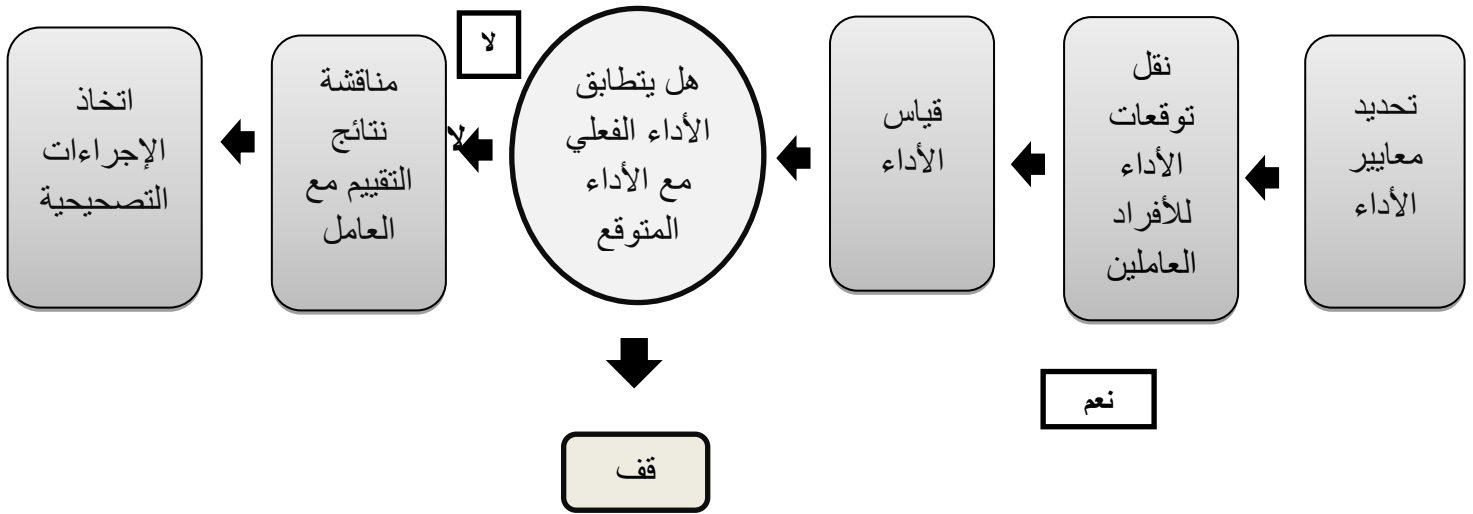 تحديد
معايير
الأداء
نقل
توقعات
الأداء
للأفراد
العاملين
قياس
الأداء
هل يتطابق
الأداء الفعلي
مع الأداء
المتوقع
لا
لا
مناقشة
نتائج
التقييم مع
العامل
اتخاذ
الإجراءات
التصحيحية
نعم
قف